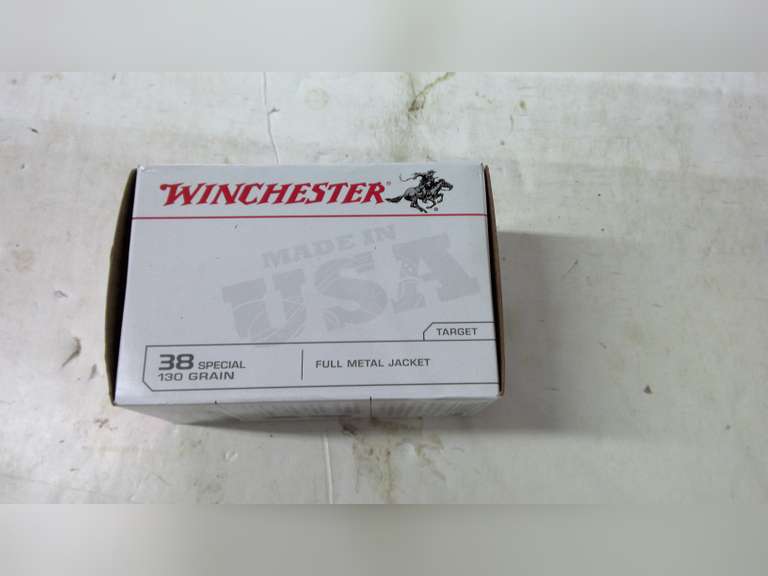 WINCHESTER
MADE IN
USA
TARGET
38 SPECIAL
130 GRAIN
FULL METAL JACKET